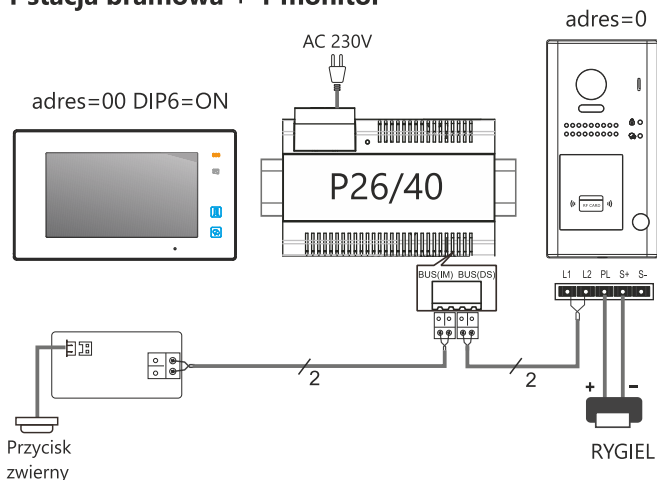 1 stacja bramowa + 1 monitor
adres=0
AC 230V
adres=00 DIP6=ON
P26/40
RF CARD
BUS(IM) BUS(DS)
L1 L2 PL S+ S-
2
2
+ −
Przycisk
zwierny
RYGIEL